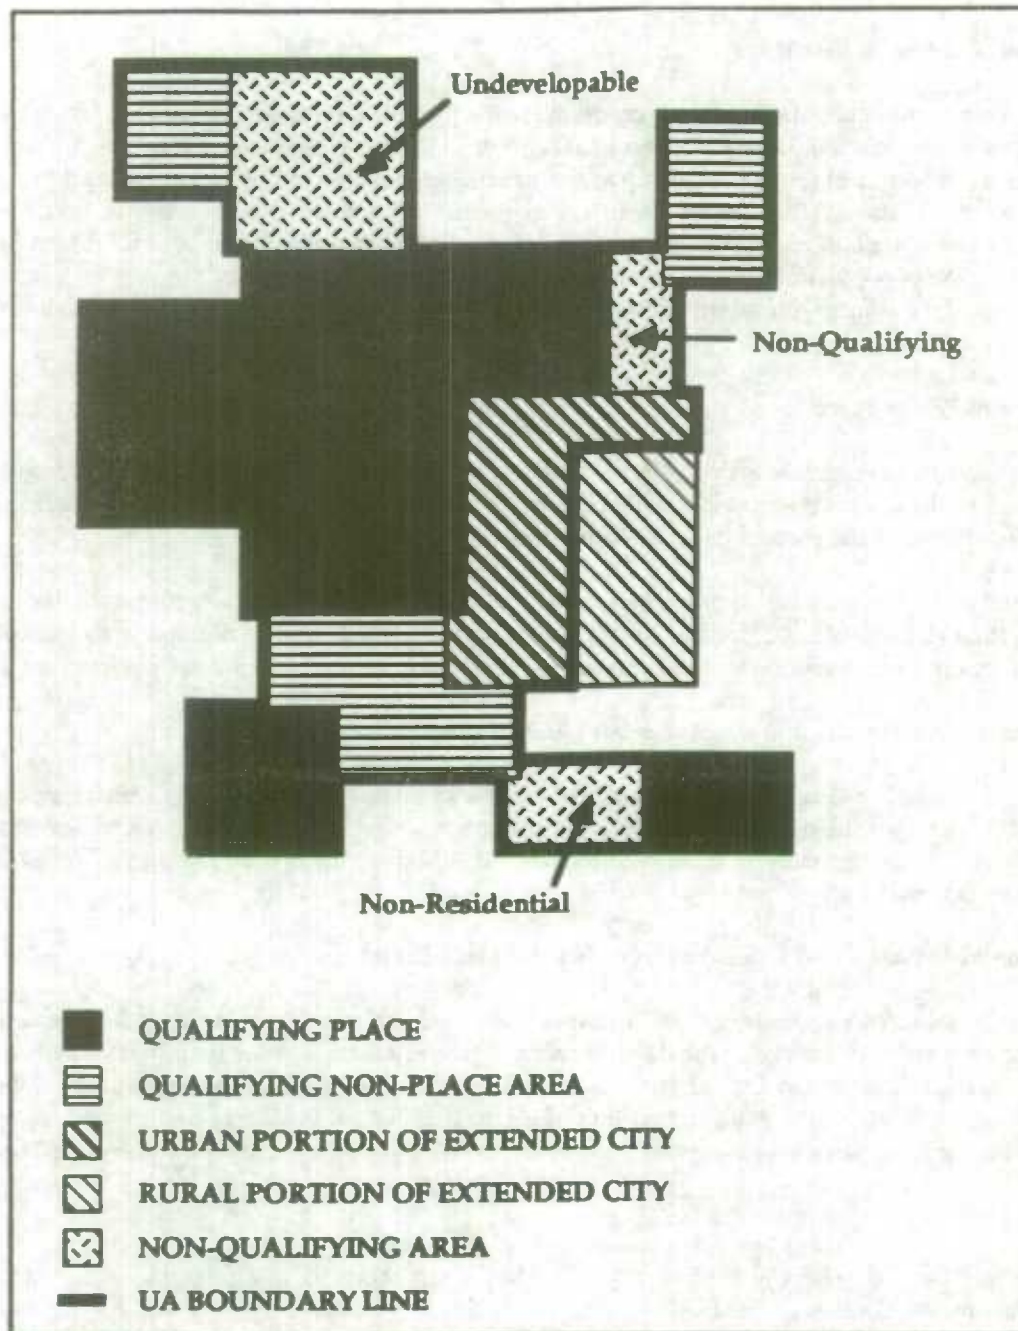 Undevelopable
Non-Qualifying
Non-Residential
QUALIFYING PLACE
QUALIFYING NON-PLACE AREA
URBAN PORTION OF EXTENDED CITY
RURAL PORTION OF EXTENDED CITY
NON-QUALIFYING AREA
UA BOUNDARY LINE